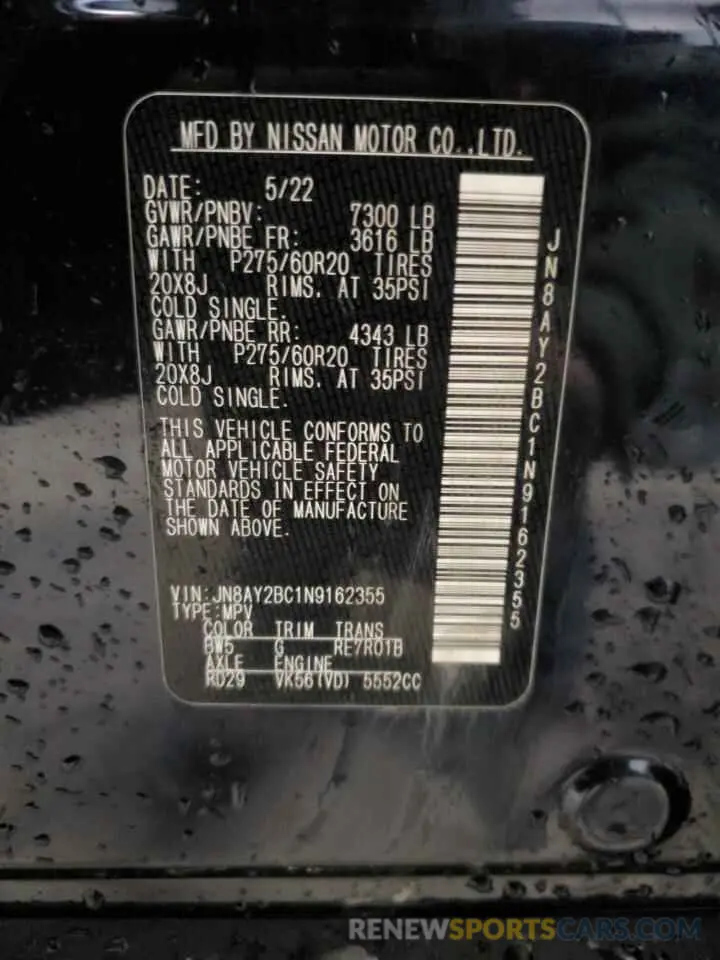 MFD BY NISSAN MOTOR CO.,LTD.
DATE: 5/22
GVWR/PNBV: 7300 LB
GAWR/PNBE FR: 3616 LB
WITH P275/60R20 TIRES
20X8J RIMS. AT 35PSI
COLD SINGLE.
GAWR/PNBE RR: 4343 LB
WITH P275/60R20 TIRES
20X8J RIMS. AT 35PSI
COLD SINGLE.
THIS VEHICLE CONFORMS TO
ALL APPLICABLE FEDERAL
MOTOR VEHICLE SAFETY
STANDARDS IN EFFECT ON
THE DATE OF MANUFACTURE
SHOWN ABOVE.
VIN:JN8AY2BC1N9162355
TYPE:MPV
COLOR TRIM TRANS
BW5 G RE7R01B
AXLE ENGINE
RD29 VK56(VD) 5552CC
JN8AY2BC1N9162355
RENEWSPORTSCARS.COM